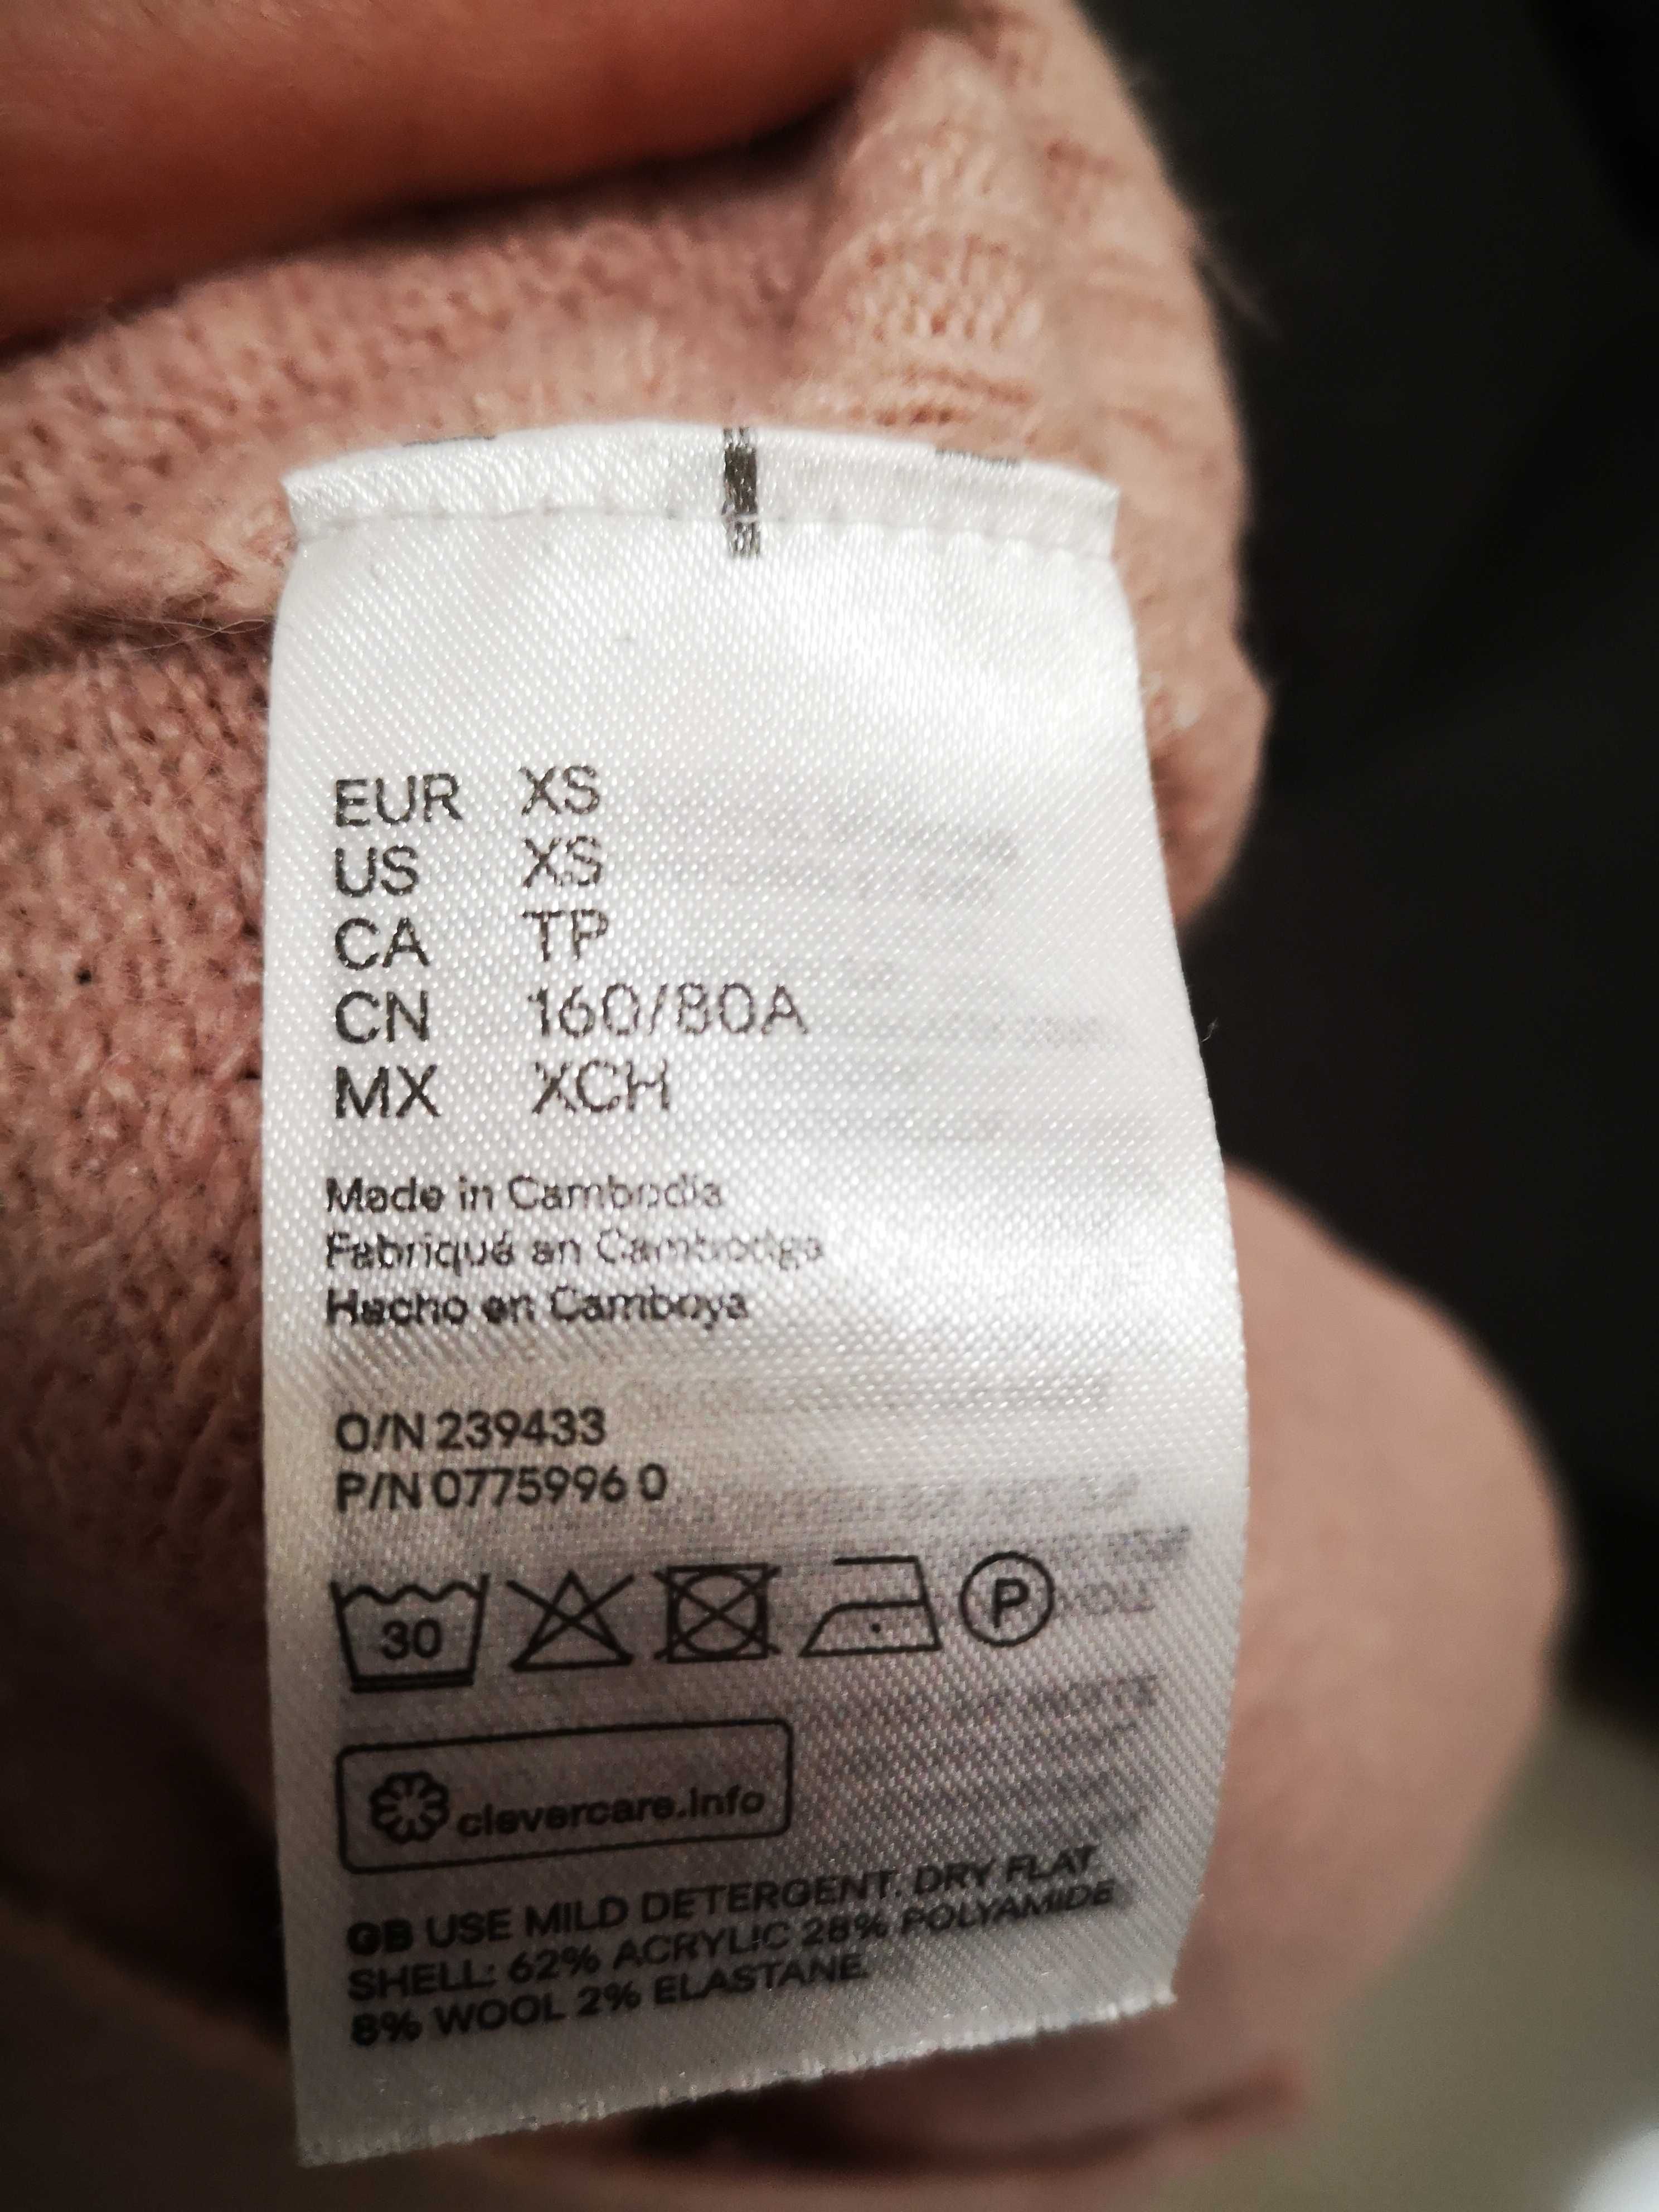 EUR XS
US XS
CA TP
CN 160/80A
MX XCH
Made in Cambodia
Fabriqué en Cambodge
Hecho en Camboya
O/N 239433
P/N 0775996 0
30
P
clevercare.info
GB USE MILD DETERGENT. DRY FLAT
SHELL: 62% ACRYLIC 28% POLYAMIDE
8% WOOL 2% ELASTANE